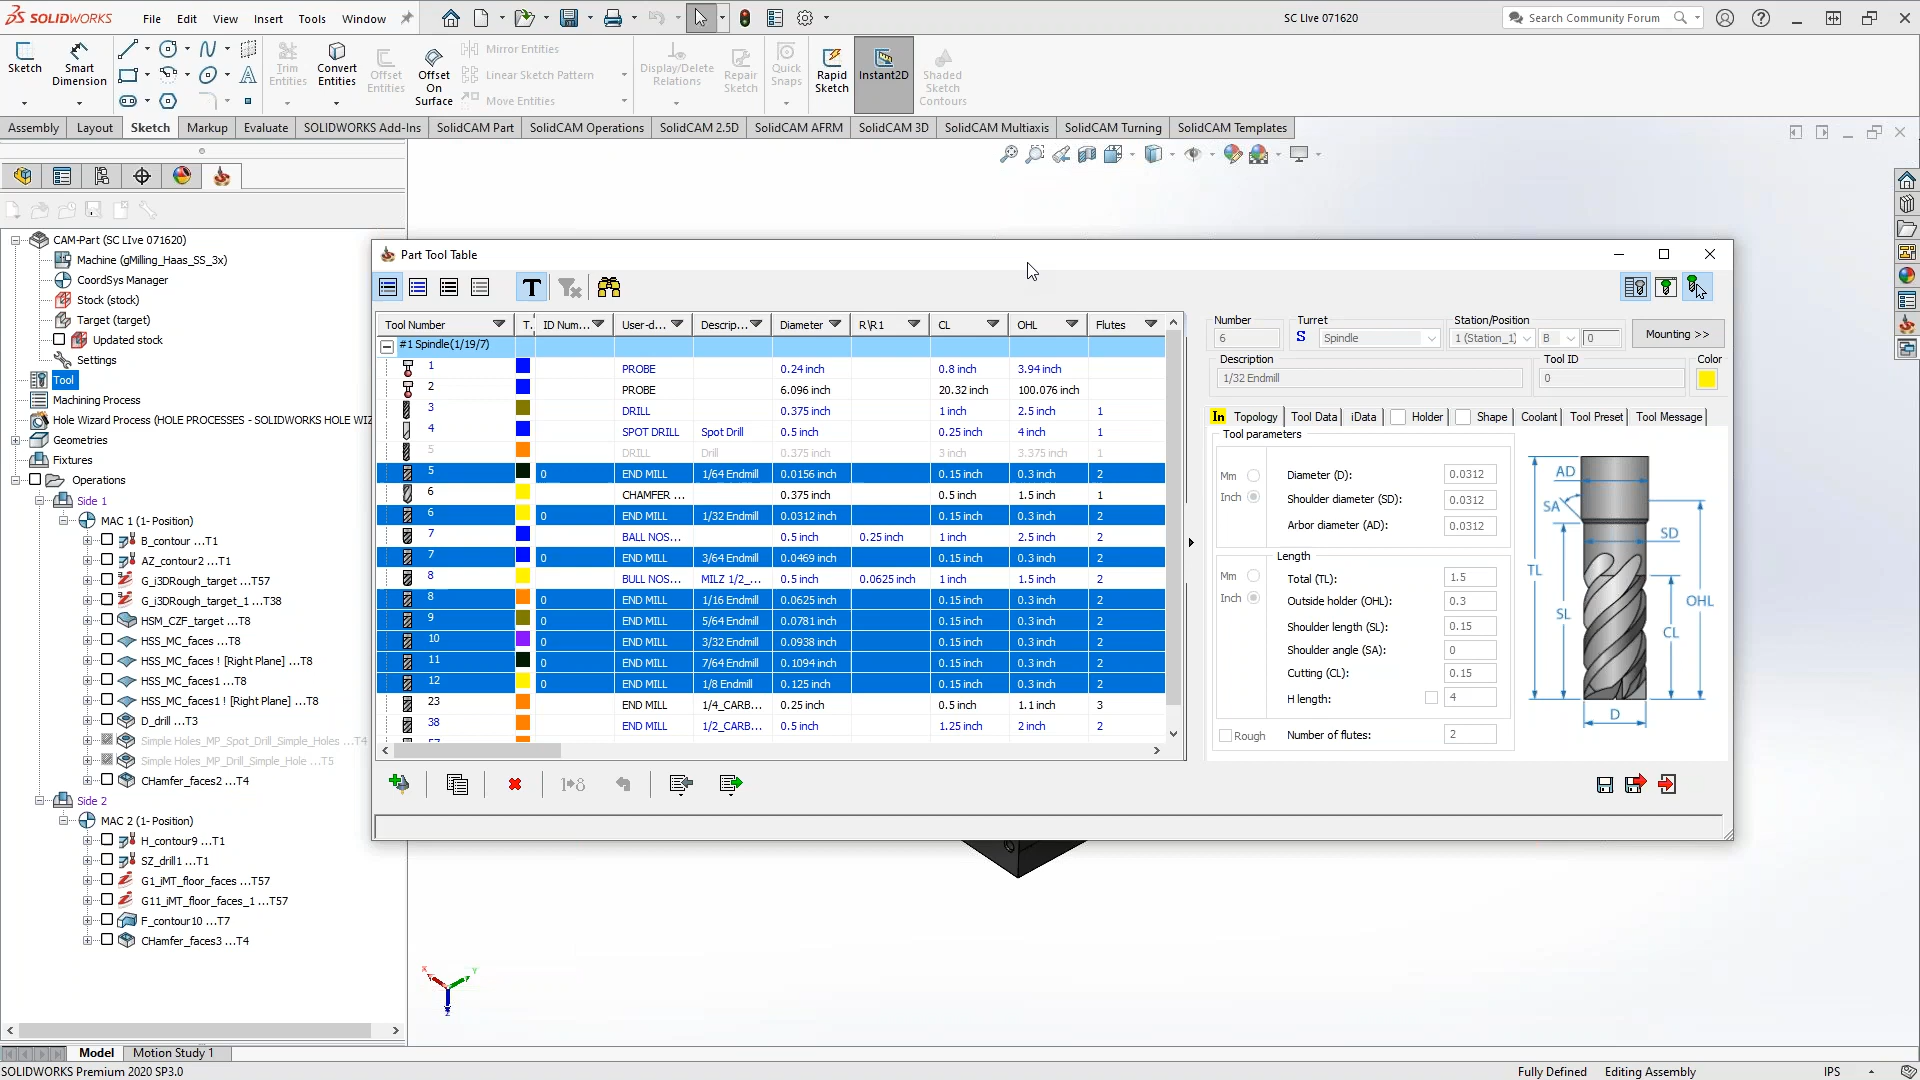 SOLIDWORKS File Edit View Insert Tools Window SC LIve 071620 Search Community Forum
Sketch Smart Dimension Trim Entities Convert Entities Offset Entities Offset On Surface Mirror Entities Linear Sketch Pattern Move Entities Display/Delete Relations Repair Sketch Quick Snaps Rapid Sketch Instant2D Shaded Sketch Contours
Assembly Layout Sketch Markup Evaluate SOLIDWORKS Add-Ins SolidCAM Part SolidCAM Operations SolidCAM 2.5D SolidCAM AFRM SolidCAM 3D SolidCAM Multiaxis SolidCAM Turning SolidCAM Templates
CAM-Part (SC LIve 071620)
Machine (gMilling_Haas_SS_3x)
CoordSys Manager
Stock (stock)
Target (target)
Updated stock
Settings
Tool
Machining Process
Hole Wizard Process (HOLE PROCESSES - SOLIDWORKS HOLE WIZ
Geometries
Fixtures
Operations
Side 1
MAC 1 (1- Position)
B_contour ...T1
AZ_contour2 ...T1
G_i3DRough_target ...T57
G_i3DRough_target_1 ...T38
HSM_CZF_target ...T8
HSS_MC_faces ...T8
HSS_MC_faces ! [Right Plane] ...T8
HSS_MC_faces1 ...T8
HSS_MC_faces1 ! [Right Plane] ...T8
D_drill ...T3
Simple Holes_MP_Spot_Drill_Simple_Holes ...T4
Simple Holes_MP_Drill_Simple_Hole ...T5
CHamfer_faces2 ...T4
Side 2
MAC 2 (1- Position)
H_contour9 ...T1
SZ_drill1 ...T1
G1_iMT_floor_faces ...T57
G11_iMT_floor_faces_1 ...T57
F_contour10 ...T7
CHamfer_faces3 ...T4
Part Tool Table
T
Tool Number T. ID Num... User-d... Descrip... Diameter R\R1 CL OHL Flutes
#1 Spindle(1/19/7)
1 PROBE 0.24 inch 0.8 inch 3.94 inch
2 PROBE 6.096 inch 20.32 inch 100.076 inch
3 DRILL 0.375 inch 1 inch 2.5 inch 1
4 SPOT DRILL Spot Drill 0.5 inch 0.25 inch 4 inch 1
5 DRILL Drill 0.375 inch 3 inch 3.375 inch 1
5 0 END MILL 1/64 Endmill 0.0156 inch 0.15 inch 0.3 inch 2
6 CHAMFER ... 0.375 inch 0.5 inch 1.5 inch 1
6 0 END MILL 1/32 Endmill 0.0312 inch 0.15 inch 0.3 inch 2
7 BALL NOS... 0.5 inch 0.25 inch 1 inch 2.5 inch 2
7 0 END MILL 3/64 Endmill 0.0469 inch 0.15 inch 0.3 inch 2
8 BULL NOS... MILZ 1/2_... 0.5 inch 0.0625 inch 1 inch 1.5 inch 2
8 0 END MILL 1/16 Endmill 0.0625 inch 0.15 inch 0.3 inch 2
9 0 END MILL 5/64 Endmill 0.0781 inch 0.15 inch 0.3 inch 2
10 0 END MILL 3/32 Endmill 0.0938 inch 0.15 inch 0.3 inch 2
11 0 END MILL 7/64 Endmill 0.1094 inch 0.15 inch 0.3 inch 2
12 0 END MILL 1/8 Endmill 0.125 inch 0.15 inch 0.3 inch 2
23 END MILL 1/4_CARB... 0.25 inch 0.5 inch 1.1 inch 3
38 END MILL 1/2_CARB... 0.5 inch 1.25 inch 2 inch 2
Number Turret Station/Position
6 S Spindle 1 (Station_1) B 0 Mounting >>
Description Tool ID Color
1/32 Endmill 0
In Topology Tool Data iData Holder Shape Coolant Tool Preset Tool Message
Tool parameters
Mm
Inch
Diameter (D): 0.0312
Shoulder diameter (SD): 0.0312
Arbor diameter (AD): 0.0312
Length
Mm
Inch
Total (TL): 1.5
Outside holder (OHL): 0.3
Shoulder length (SL): 0.15
Shoulder angle (SA): 0
Cutting (CL): 0.15
H length: 4
Rough Number of flutes: 2
AD
SA
SD
TL
OHL
SL
CL
D
Model Motion Study 1
SOLIDWORKS Premium 2020 SP3.0 Fully Defined Editing Assembly IPS